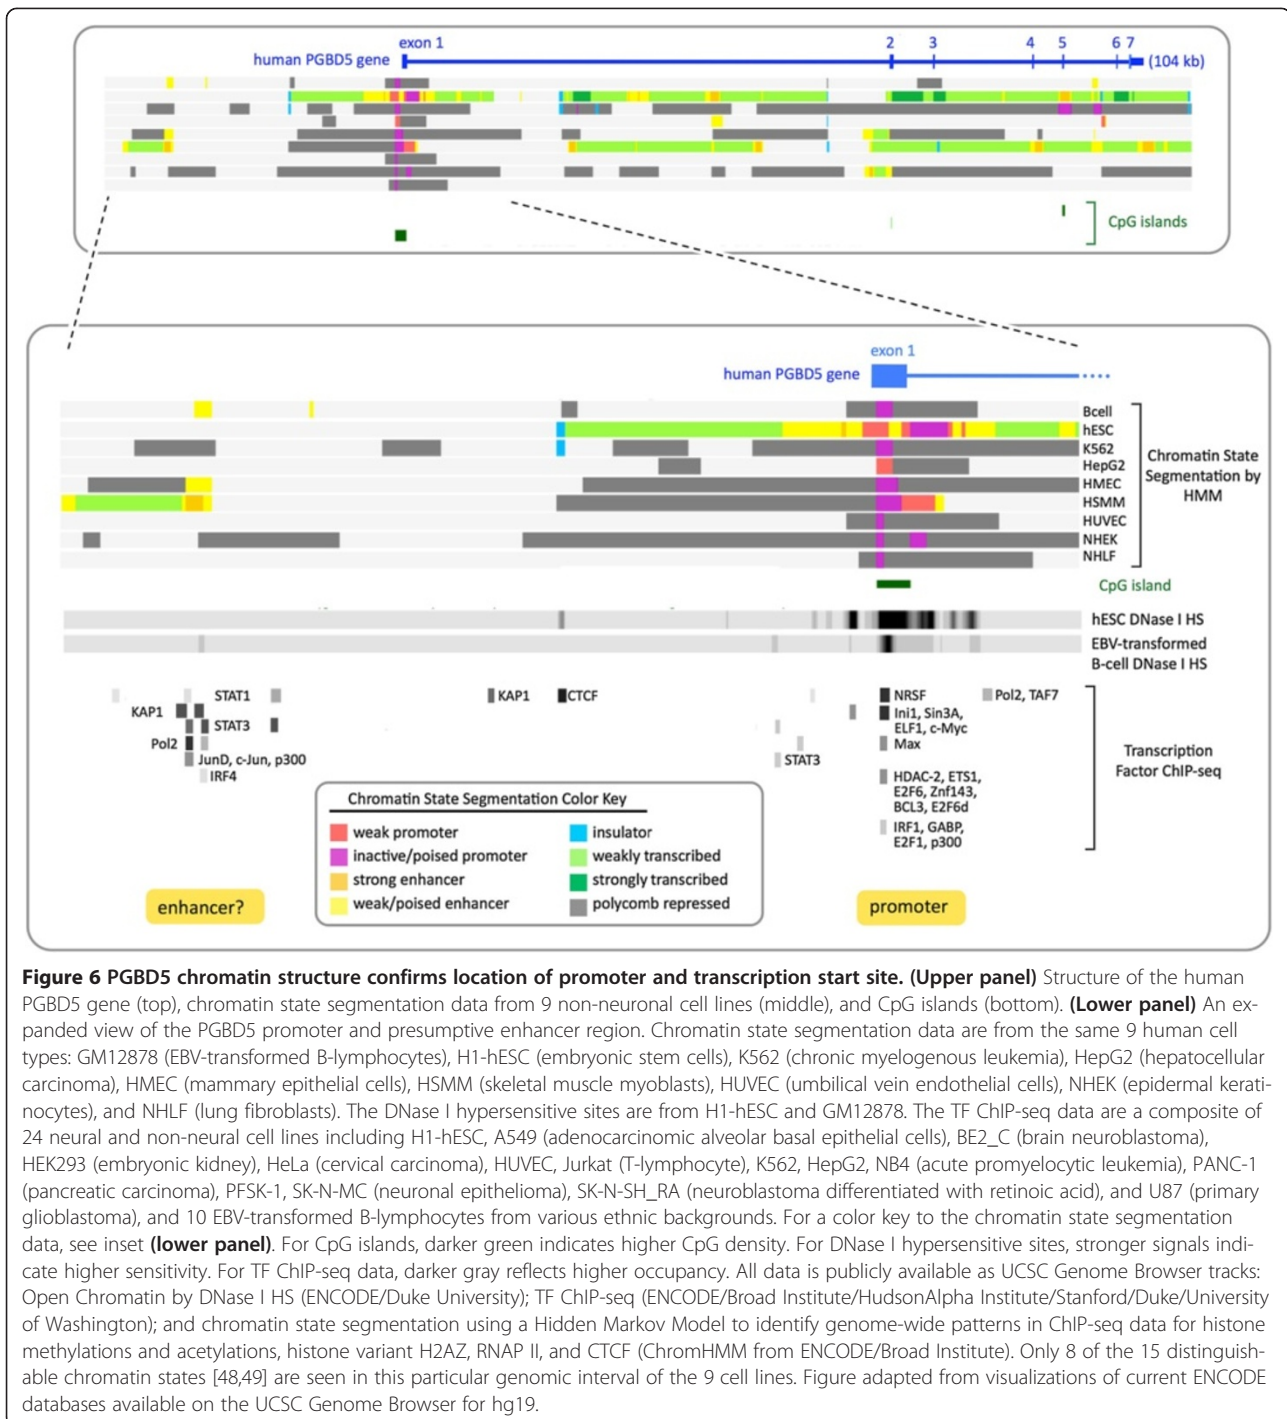 exon 1
2 3 4 5 6 7
human PGBD5 gene
(104 kb)
CpG islands
exon 1
human PGBD5 gene
Bcell
hESC
K562
HepG2
HMEC
HSMM
HUVEC
NHEK
NHLF
Chromatin State
Segmentation by
HMM
CpG island
hESC DNase I HS
EBV-transformed
B-cell DNase I HS
STAT1
KAP1
CTCF
NRSF
Pol2, TAF7
KAP1
STAT3
Ini1, Sin3A,
ELF1, c-Myc
Pol2
Max
JunD, c-Jun, p300
STAT3
IRF4
HDAC-2, ETS1,
E2F6, Znf143,
BCL3, E2F6d
IRF1, GABP,
E2F1, p300
Transcription
Factor ChIP-seq
Chromatin State Segmentation Color Key
weak promoter
inactive/poised promoter
strong enhancer
weak/poised enhancer
insulator
weakly transcribed
strongly transcribed
polycomb repressed
enhancer?
promoter
Figure 6 PGBD5 chromatin structure confirms location of promoter and transcription start site. (Upper panel) Structure of the human
PGBD5 gene (top), chromatin state segmentation data from 9 non-neuronal cell lines (middle), and CpG islands (bottom). (Lower panel) An ex-
panded view of the PGBD5 promoter and presumptive enhancer region. Chromatin state segmentation data are from the same 9 human cell
types: GM12878 (EBV-transformed B-lymphocytes), H1-hESC (embryonic stem cells), K562 (chronic myelogenous leukemia), HepG2 (hepatocellular
carcinoma), HMEC (mammary epithelial cells), HSMM (skeletal muscle myoblasts), HUVEC (umbilical vein endothelial cells), NHEK (epidermal kerati-
nocytes), and NHLF (lung fibroblasts). The DNase I hypersensitive sites are from H1-hESC and GM12878. The TF ChIP-seq data are a composite of
24 neural and non-neural cell lines including H1-hESC, A549 (adenocarcinomic alveolar basal epithelial cells), BE2_C (brain neuroblastoma),
HEK293 (embryonic kidney), HeLa (cervical carcinoma), HUVEC, Jurkat (T-lymphocyte), K562, HepG2, NB4 (acute promyelocytic leukemia), PANC-1
(pancreatic carcinoma), PFSK-1, SK-N-MC (neuronal epithelioma), SK-N-SH_RA (neuroblastoma differentiated with retinoic acid), and U87 (primary
glioblastoma), and 10 EBV-transformed B-lymphocytes from various ethnic backgrounds. For a color key to the chromatin state segmentation
data, see inset (lower panel). For CpG islands, darker green indicates higher CpG density. For DNase I hypersensitive sites, stronger signals indi-
cate higher sensitivity. For TF ChIP-seq data, darker gray reflects higher occupancy. All data is publicly available as UCSC Genome Browser tracks:
Open Chromatin by DNase I HS (ENCODE/Duke University); TF ChIP-seq (ENCODE/Broad Institute/HudsonAlpha Institute/Stanford/Duke/University
of Washington); and chromatin state segmentation using a Hidden Markov Model to identify genome-wide patterns in ChIP-seq data for histone
methylations and acetylations, histone variant H2AZ, RNAP II, and CTCF (ChromHMM from ENCODE/Broad Institute). Only 8 of the 15 distinguish-
able chromatin states [48,49] are seen in this particular genomic interval of the 9 cell lines. Figure adapted from visualizations of current ENCODE
databases available on the UCSC Genome Browser for hg19.